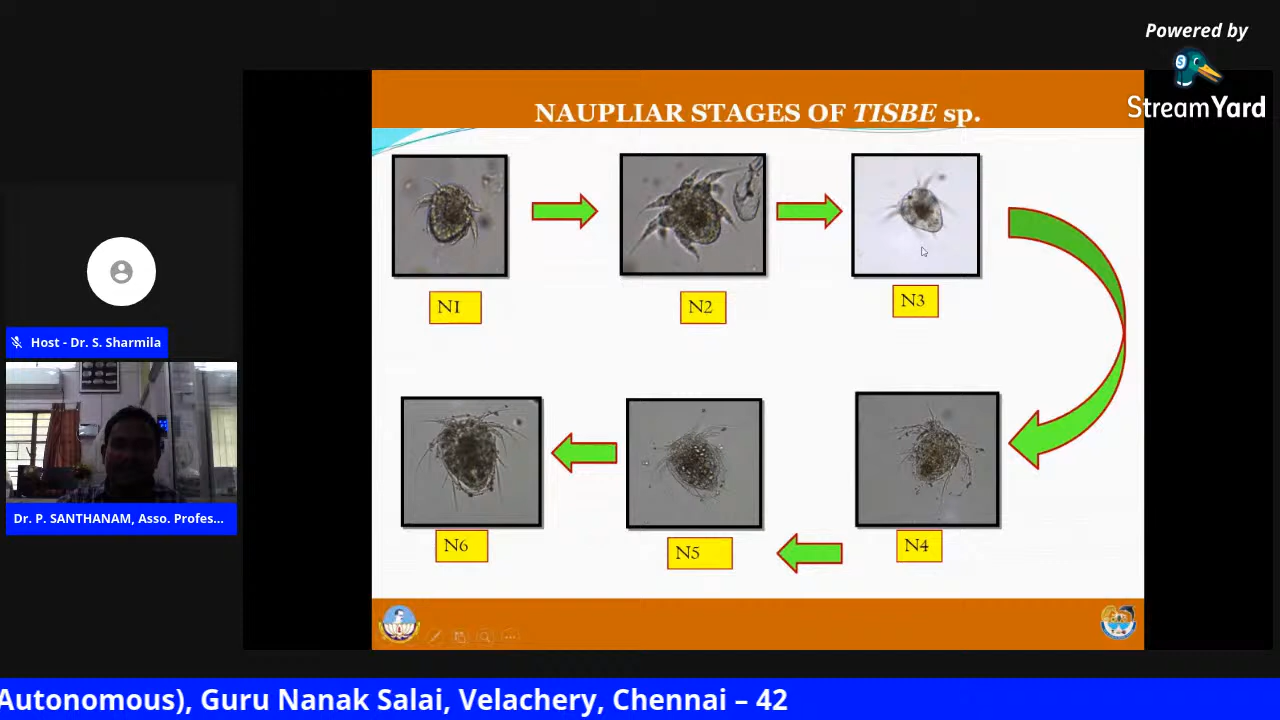 Powered by
StreamYard
NAUPLIAR STAGES OF TISBE sp.
N1
N2
N3
Host - Dr. S. Sharmila
Dr. P. SANTHANAM, Asso. Profes...
N6
N5
N4
Autonomous), Guru Nanak Salai, Velachery, Chennai – 42